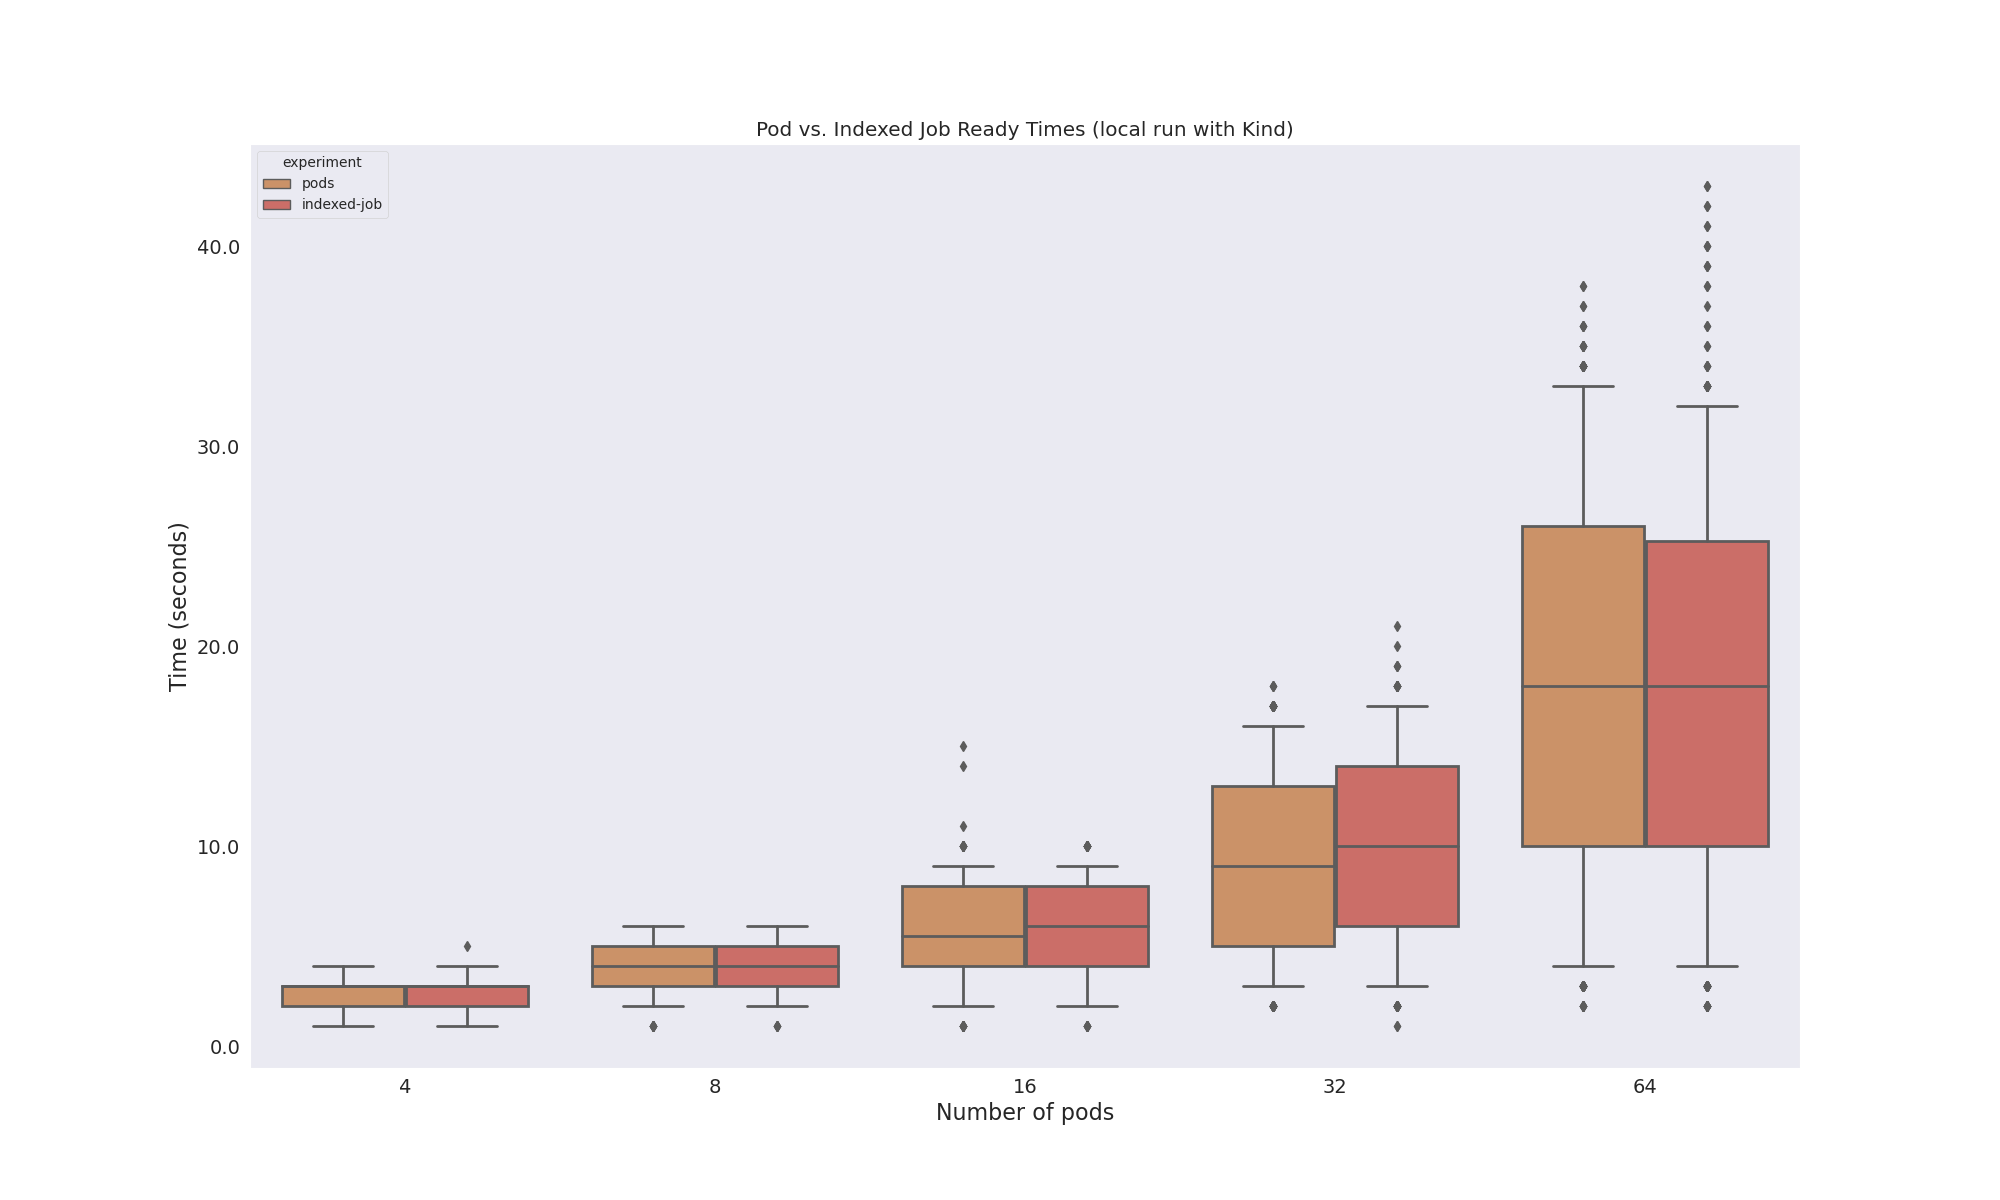 Pod vs. Indexed Job Ready Times (local run with Kind)
experiment
pods
indexed-job
40.0
30.0
20.0
10.0
0.0
Time (seconds)
4 8 16 32 64
Number of pods